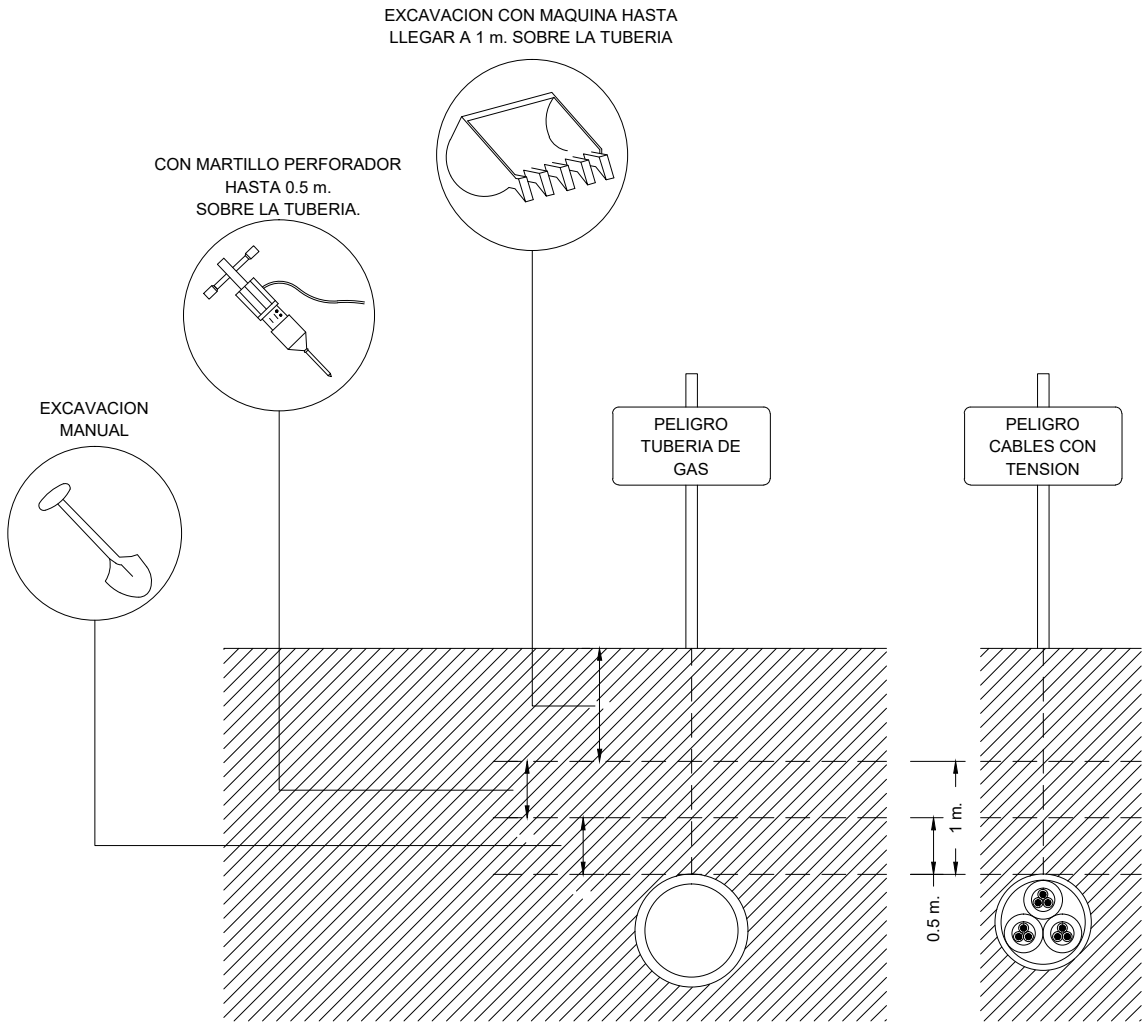 EXCAVACION CON MAQUINA HASTA
LLEGAR A 1 m. SOBRE LA TUBERIA
CON MARTILLO PERFORADOR
HASTA 0.5 m.
SOBRE LA TUBERIA.
EXCAVACION
MANUAL
PELIGRO
TUBERIA DE
GAS
PELIGRO
CABLES CON
TENSION
1 m.
0.5 m.